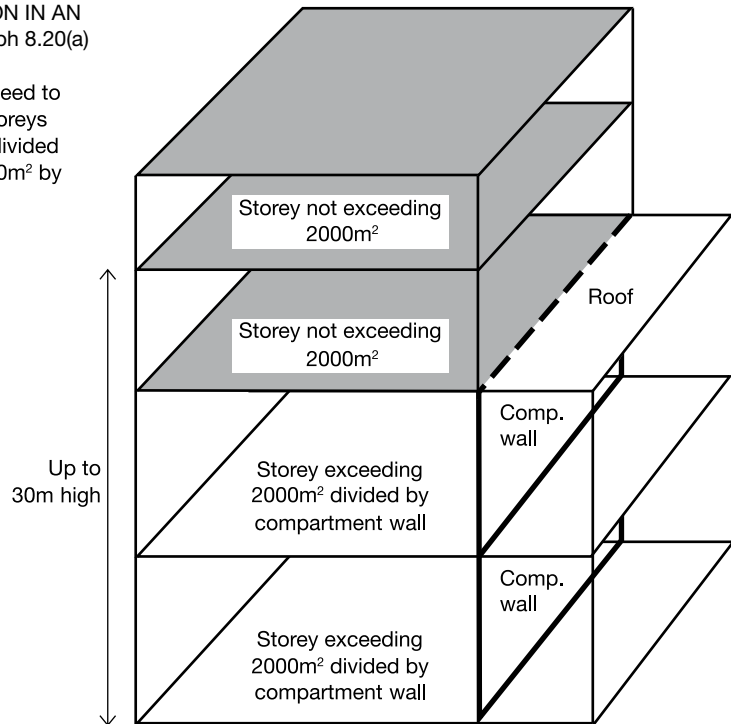 ON IN AN
ph 8.20(a)
eed to
oreys
divided
0m² by
Storey not exceeding
2000m²
Roof
Storey not exceeding
2000m²
Comp.
wall
Up to
30m high
Storey exceeding
2000m² divided by
compartment wall
Comp.
wall
Storey exceeding
2000m² divided by
compartment wall